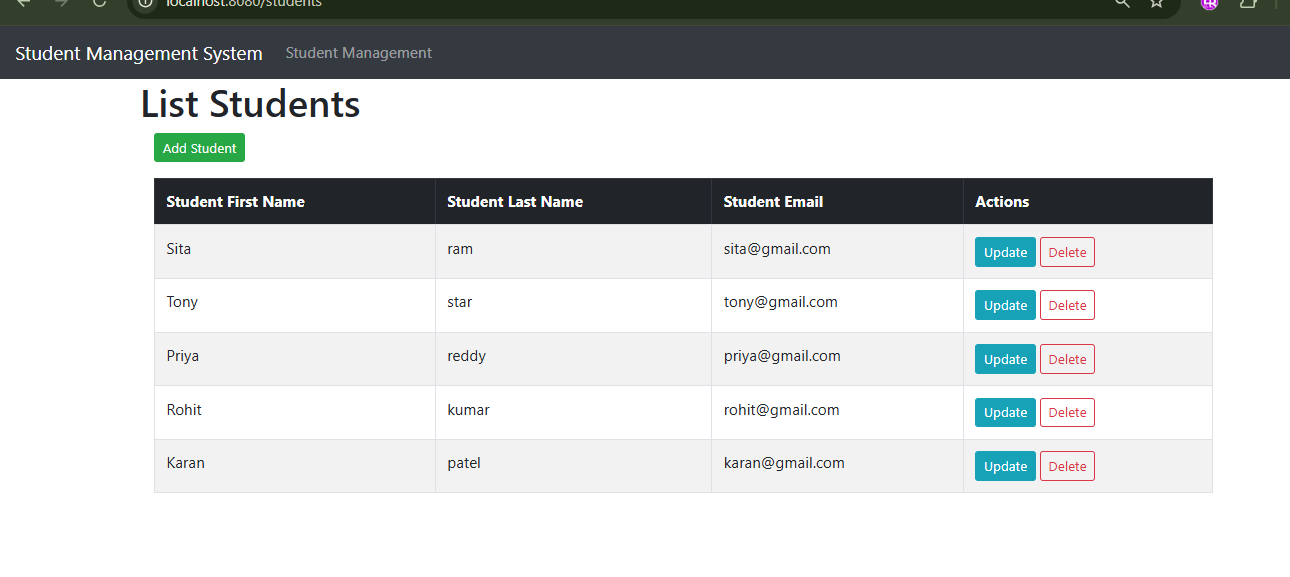 localhost:8080/students
Student Management System Student Management
List Students
Add Student
Student First Name Student Last Name Student Email Actions
Sita ram sita@gmail.com Update Delete
Tony star tony@gmail.com Update Delete
Priya reddy priya@gmail.com Update Delete
Rohit kumar rohit@gmail.com Update Delete
Karan patel karan@gmail.com Update Delete